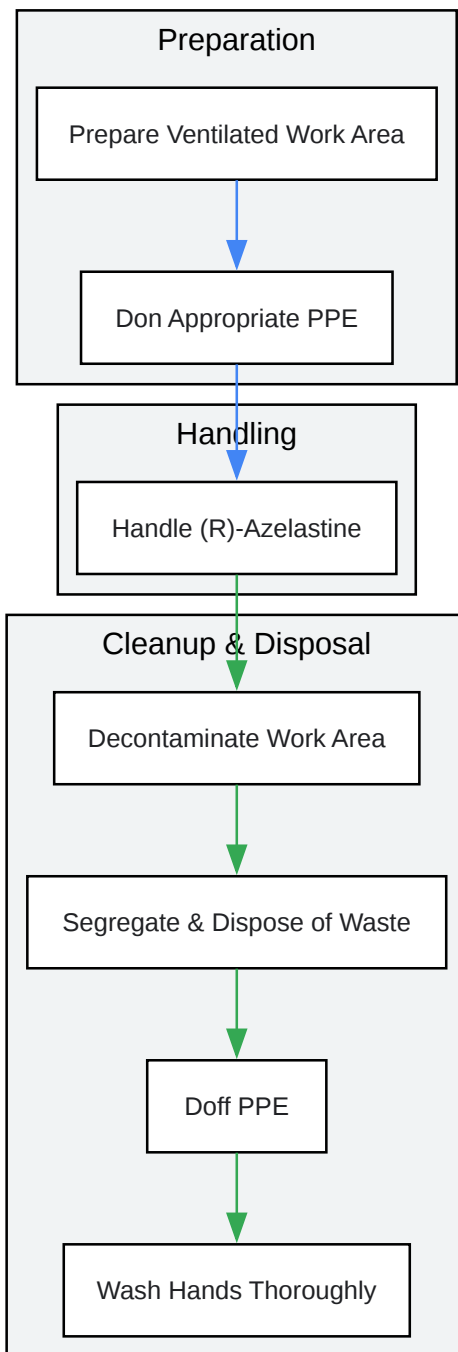 Preparation
Prepare Ventilated Work Area
Don Appropriate PPE
Handling
Handle (R)-Azelastine
Cleanup & Disposal
Decontaminate Work Area
Segregate & Dispose of Waste
Doff PPE
Wash Hands Thoroughly